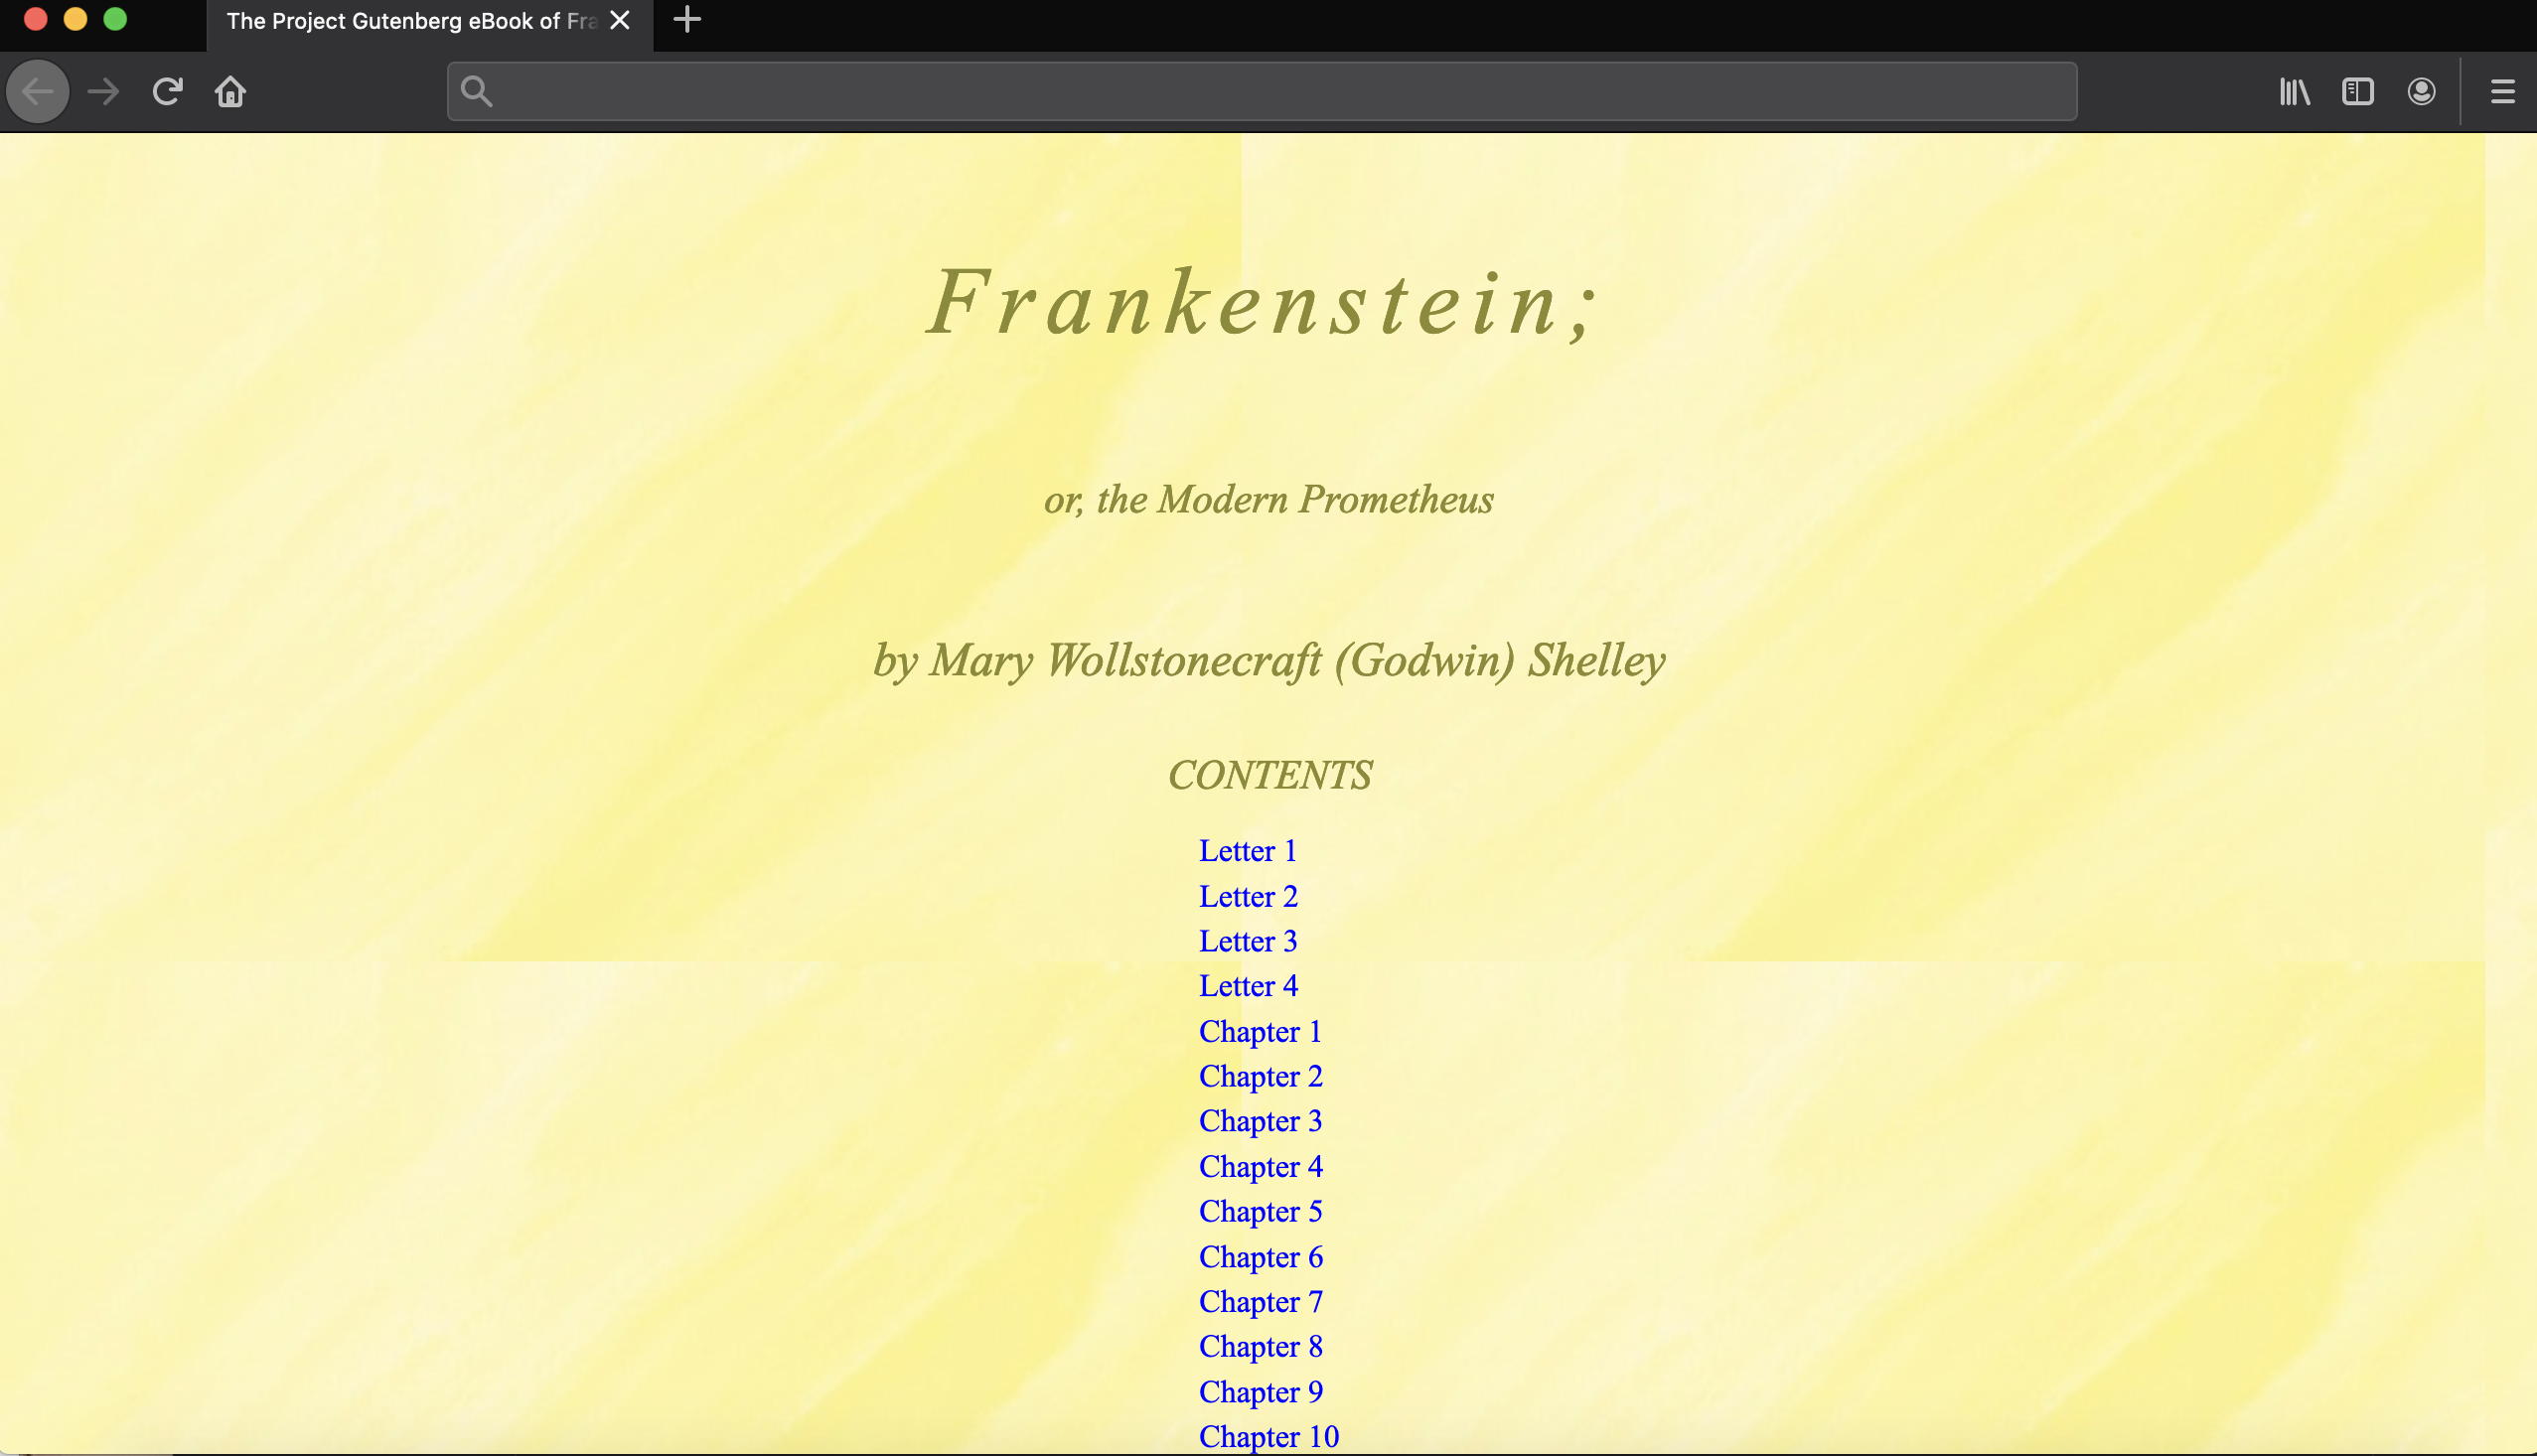 The Project Gutenberg eBook of Fra
Frankenstein;
or, the Modern Prometheus
by Mary Wollstonecraft (Godwin) Shelley
CONTENTS
Letter 1
Letter 2
Letter 3
Letter 4
Chapter 1
Chapter 2
Chapter 3
Chapter 4
Chapter 5
Chapter 6
Chapter 7
Chapter 8
Chapter 9
Chapter 10